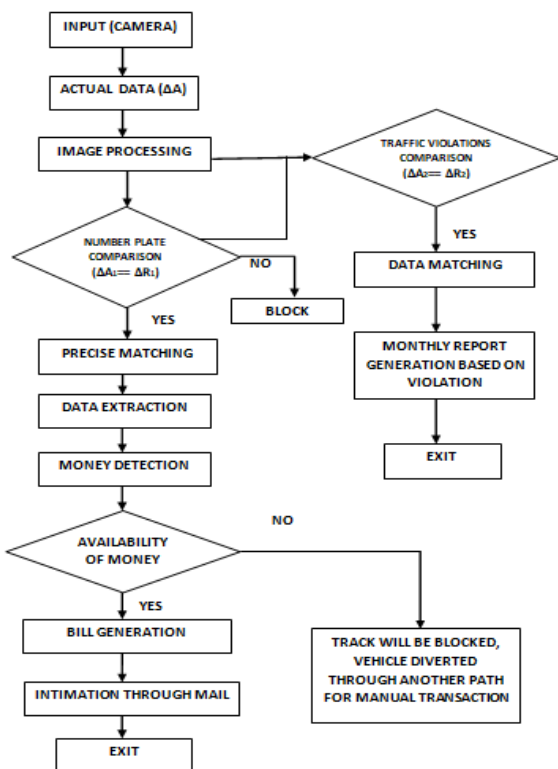 INPUT (CAMERA)
ACTUAL DATA (ΔA)
IMAGE PROCESSING
TRAFFIC VIOLATIONS
COMPARISON
(ΔA₂== ΔR₂)
NUMBER PLATE
COMPARISON
(ΔA₁== ΔR₁)
YES
NO
DATA MATCHING
BLOCK
YES
PRECISE MATCHING
MONTHLY REPORT
GENERATION BASED ON
VIOLATION
DATA EXTRACTION
EXIT
MONEY DETECTION
NO
AVAILABILITY
OF MONEY
YES
BILL GENERATION
TRACK WILL BE BLOCKED,
VEHICLE DIVERTED
THROUGH ANOTHER PATH
FOR MANUAL TRANSACTION
INTIMATION THROUGH MAIL
EXIT